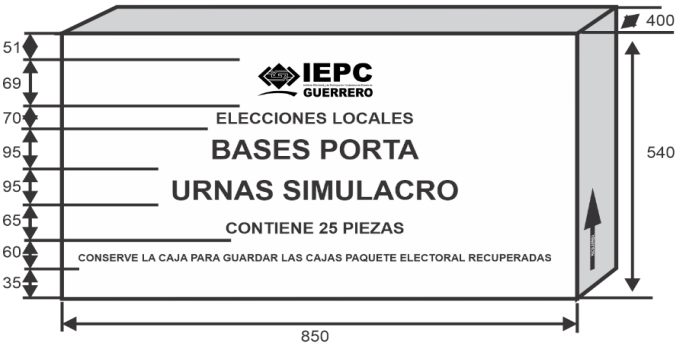 400
51
IEPC
69
GUERRERO
70
ELECCIONES LOCALES
95
BASES PORTA
540
95
URNAS SIMULACRO
65
CONTIENE 25 PIEZAS
60
CONSERVE LA CAJA PARA GUARDAR LAS CAJAS PAQUETE ELECTORAL RECUPERADAS
35
850